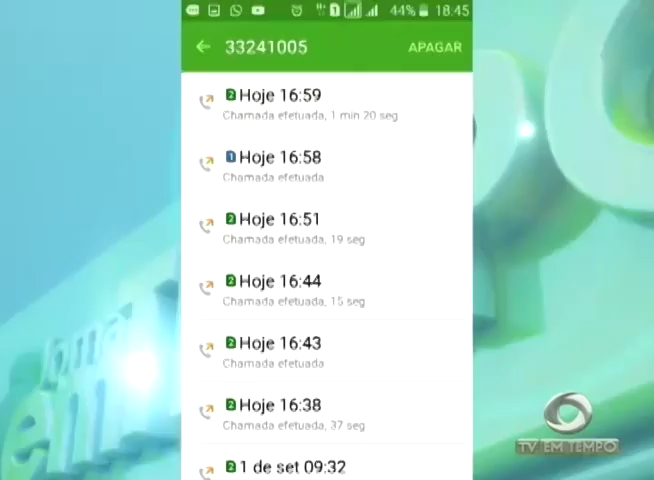 44% 18.45
33241005 APAGAR
2 Hoje 16:59
Chamada efetuada, 1 min 20 seg
1 Hoje 16:58
Chamada efetuada
2 Hoje 16:51
Chamada efetuada, 19 seg
2 Hoje 16:44
Chamada efetuada, 15 seg
2 Hoje 16:43
Chamada efetuada
2 Hoje 16:38
Chamada efetuada, 37 seg
2 1 de set 09:32
TV EM TEMPO